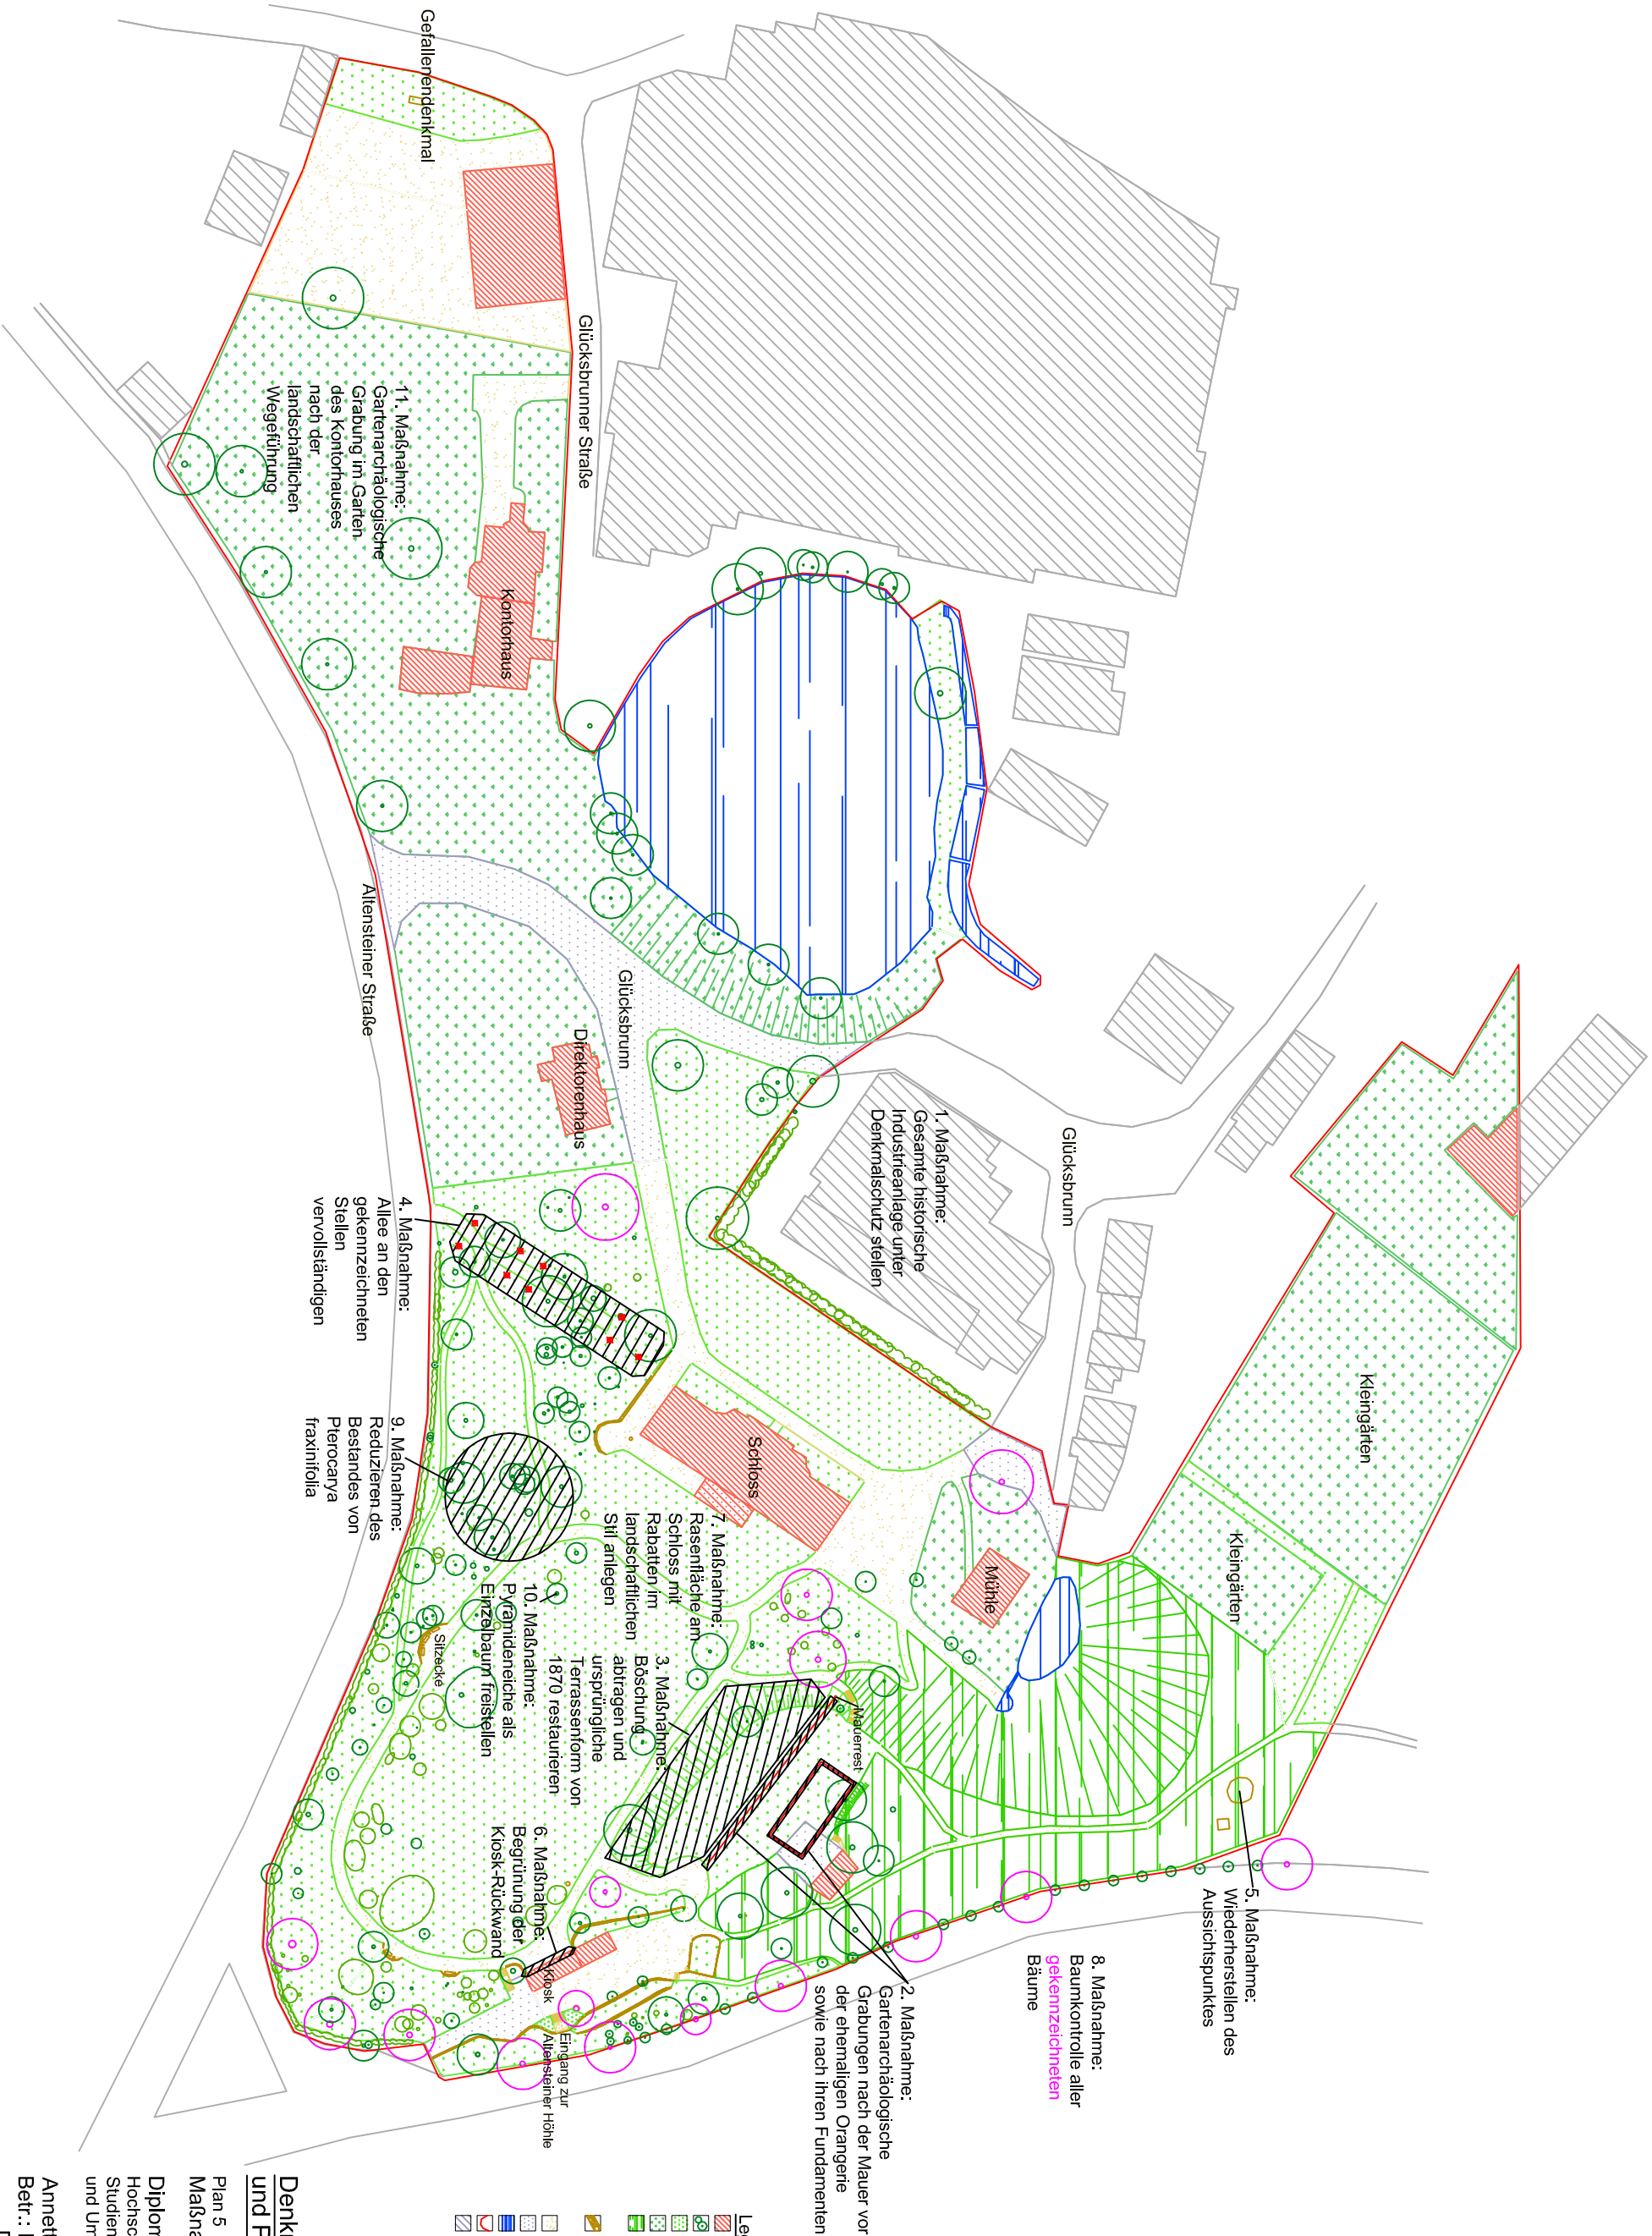 Gefallenendenkmal
Glücksbrunner Straße
11. Maßnahme:
Gartenarchäologische
Grabung im Garten
des Kontorhauses
nach der
landschaftlichen
Wegeführung
Kontorhaus
Altensteiner Straße
Glücksbrunn
Direktorenhaus
1. Maßnahme:
Gesamte historische
Industrieanlage unter
Denkmalschutz stellen
Glücksbrunn
Kleingärten
Kleingärten
4. Maßnahme:
Allee an den
gekennzeichneten
Stellen
vervollständigen
9. Maßnahme:
Reduzieren des
Bestandes von
Pterocarya
fraxinifolia
Schloss
Mühle
7. Maßnahme:
Rasenfläche am
Schloss mit
Rabatten im
landschaftlichen
Stil anlegen
10. Maßnahme:
Pyramideneiche als
Einzelbaum freistellen
Sitzecke
3. Maßnahme:
Böschung
abtragen und
ursprüngliche
Terrassenform von
1870 restaurieren
Mauerrest
6. Maßnahme:
Begrünung der
Kiosk-Rückwand
Kiosk
Eingang zur
Altensteiner Höhle
5. Maßnahme:
Wiederherstellen des
Aussichtspunktes
8. Maßnahme:
Baumkontrolle aller
gekennzeichneten
Bäume
2. Maßnahme:
Gartenarchäologische
Grabungen nach der Mauer vor
der ehemaligen Orangerie
sowie nach ihren Fundamenten
Plan 5
und
Betr.: